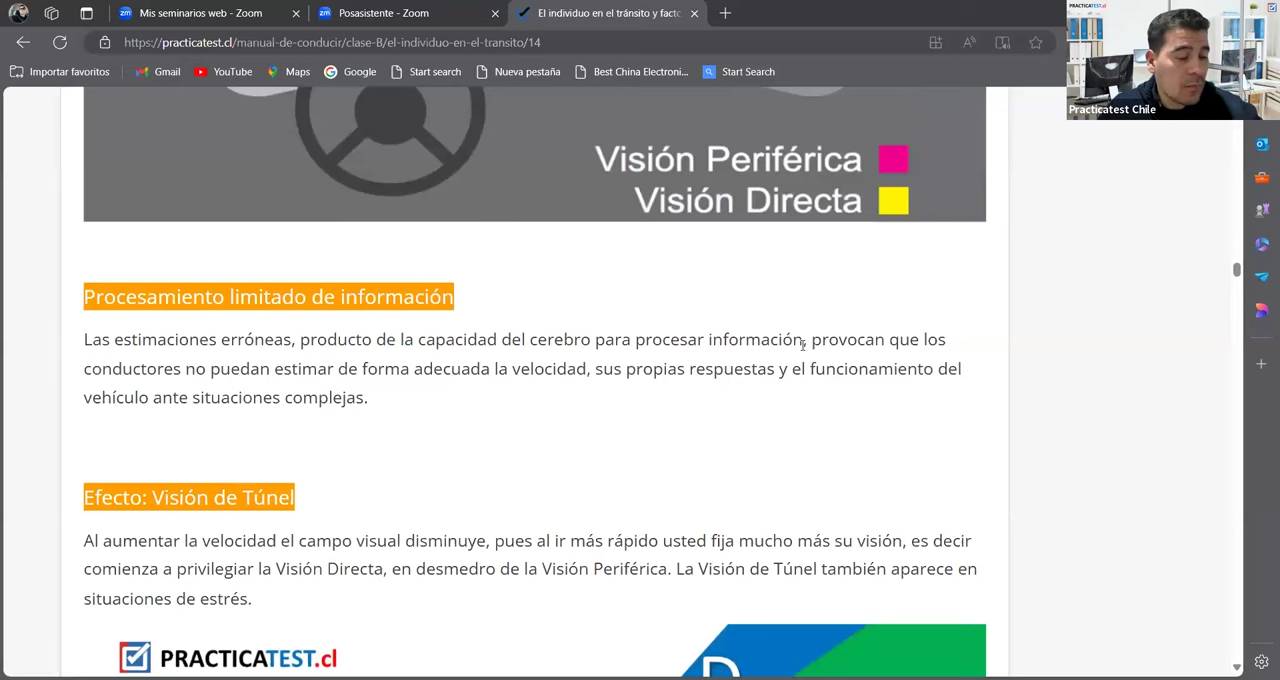 Mis seminarios web - Zoom
Posasistente - Zoom
El individuo en el tránsito y facto
https://practicatest.cl/manual-de-conducir/clase-B/el-individuo-en-el-transito/14
Importar favoritos
Gmail
YouTube
Maps
Google
Start search
Nueva pestaña
Best China Electroni...
Start Search
PRACTICATEST.cl
Practicatest Chile
Visión Periférica
Visión Directa
Procesamiento limitado de información
Las estimaciones erróneas, producto de la capacidad del cerebro para procesar información, provocan que los
conductores no puedan estimar de forma adecuada la velocidad, sus propias respuestas y el funcionamiento del
vehículo ante situaciones complejas.
Efecto: Visión de Túnel
Al aumentar la velocidad el campo visual disminuye, pues al ir más rápido usted fija mucho más su visión, es decir
comienza a privilegiar la Visión Directa, en desmedro de la Visión Periférica. La Visión de Túnel también aparece en
situaciones de estrés.
PRACTICATEST.cl